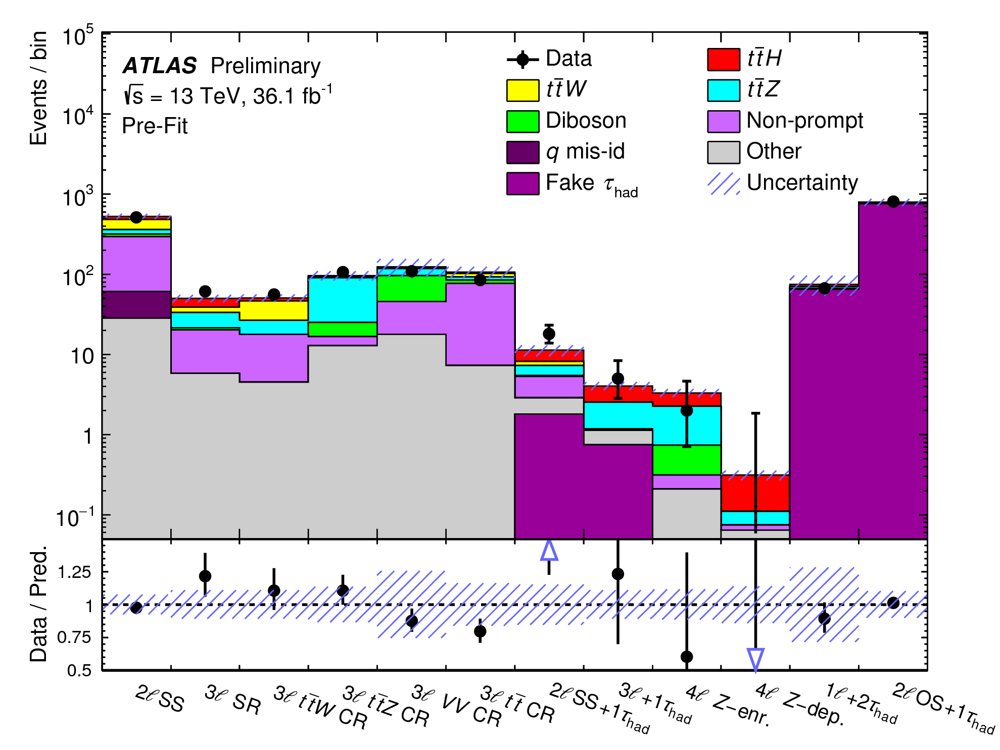 Events / bin
10⁵
10⁴
10³
10²
10
1
10⁻¹
ATLAS Preliminary
√s = 13 TeV, 36.1 fb⁻¹
Pre-Fit
Data
tt̄H
tt̄W
tt̄Z
Diboson
Non-prompt
q mis-id
Other
Fake τhad
Uncertainty
Data / Pred.
1.25
1
0.75
0.5
2ℓSS
3ℓ SR
3ℓ tt̄W CR
3ℓ tt̄Z CR
3ℓ VV CR
3ℓ tt̄ CR
2ℓSS+1τhad
3ℓ+1τhad
4ℓ Z−enr.
4ℓ Z−dep.
1ℓ+2τhad
2ℓOS+1τhad